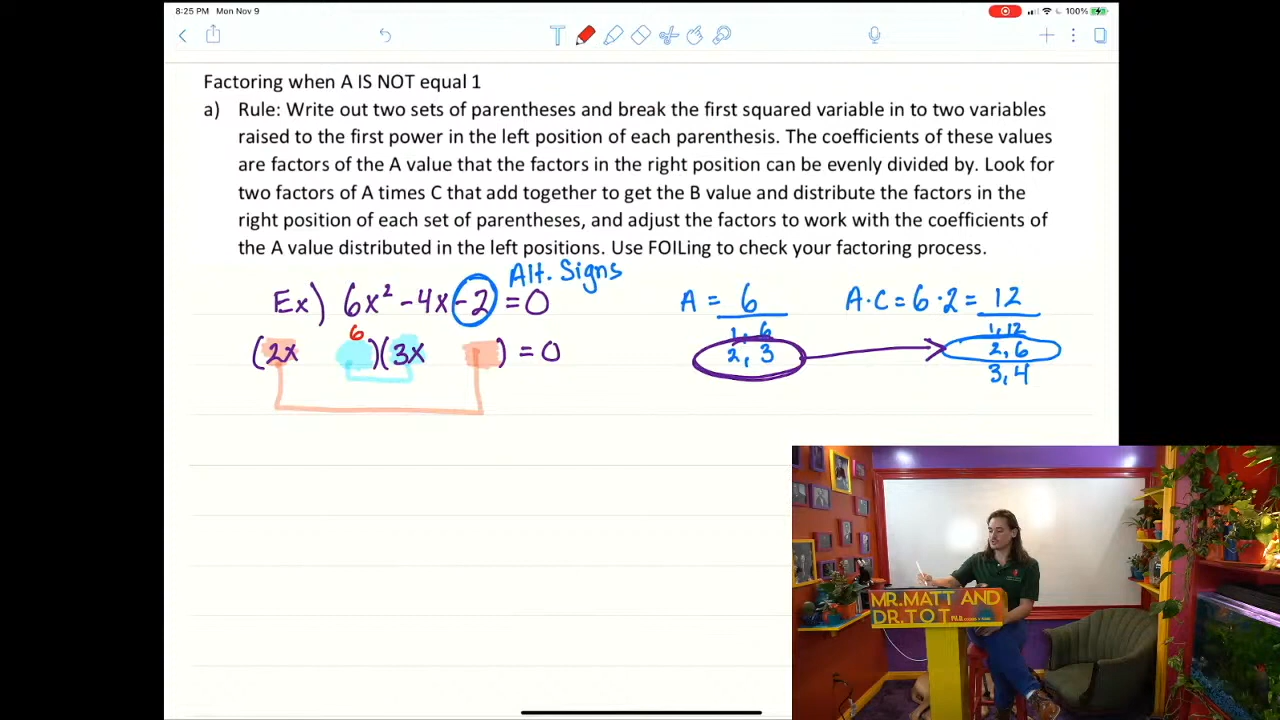 8:25 PM Mon Nov 9
100%
Factoring when A IS NOT equal 1
a) Rule: Write out two sets of parentheses and break the first squared variable in to two variables
raised to the first power in the left position of each parenthesis. The coefficients of these values
are factors of the A value that the factors in the right position can be evenly divided by. Look for
two factors of A times C that add together to get the B value and distribute the factors in the
right position of each set of parentheses, and adjust the factors to work with the coefficients of
the A value distributed in the left positions. Use FOILing to check your factoring process.
Alt. Signs
Ex) 6x² -4x -2 = 0
A = 6
A·C = 6·2 = 12
6
1, 6
1, 12
(2x )(3x ) = 0
2, 3
2, 6
3, 4
MR.MATT AND
DR.TOT